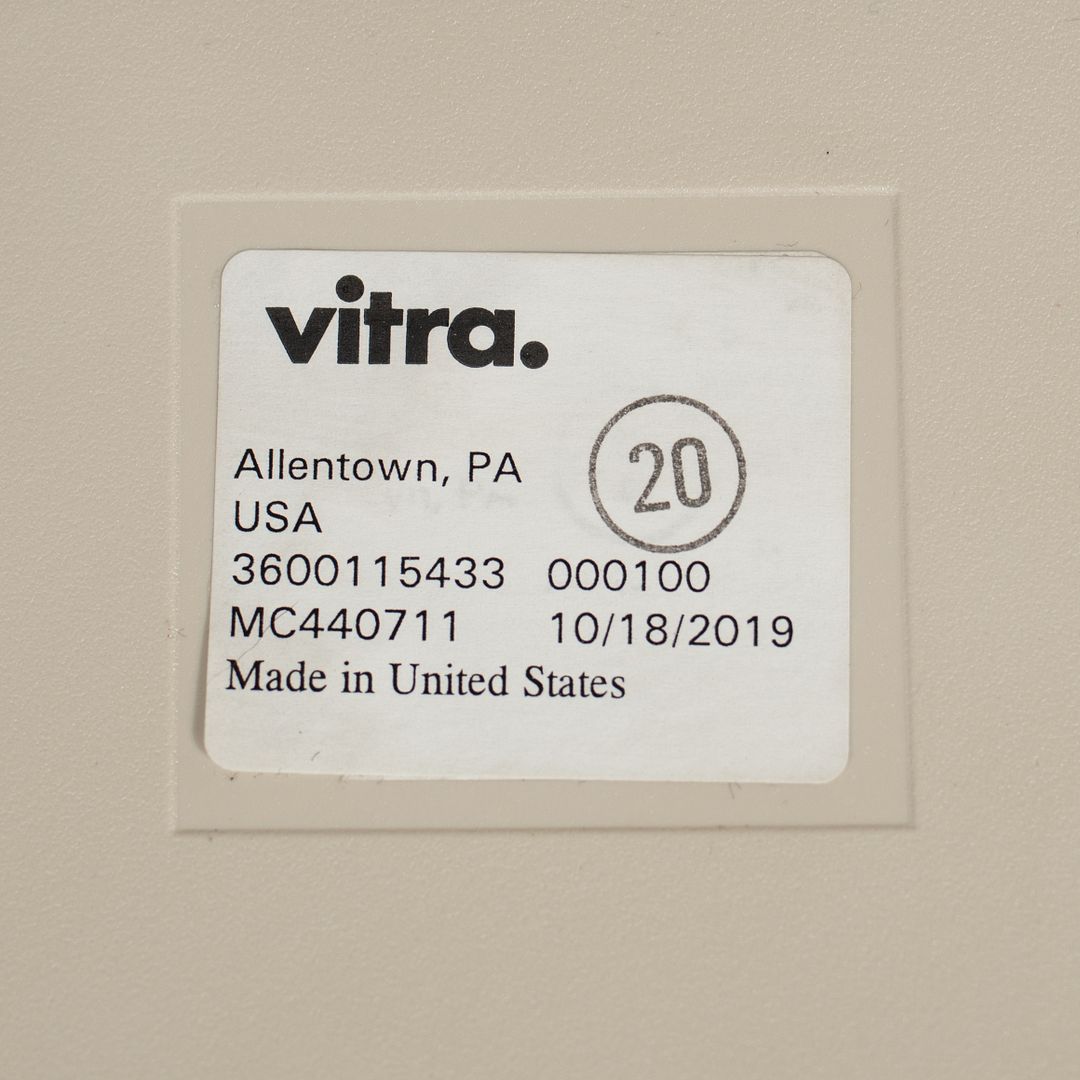 vitra.
20
Allentown, PA
USA
3600115433 000100
MC440711 10/18/2019
Made in United States